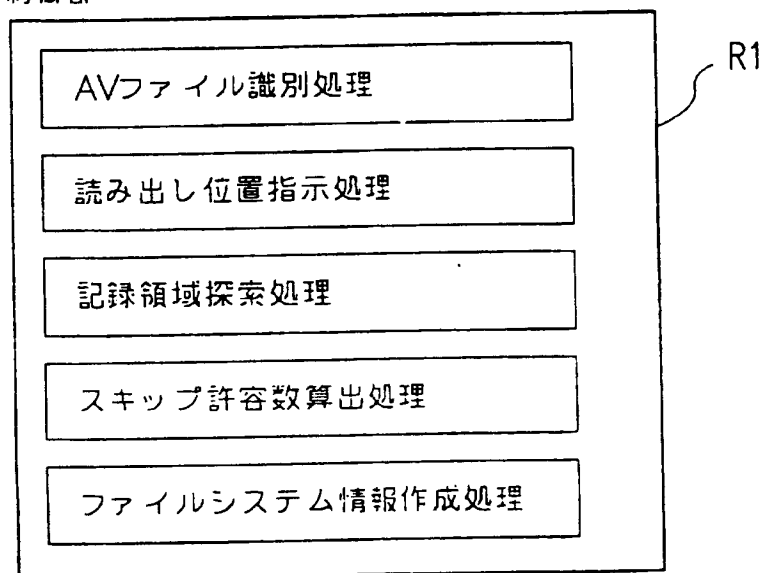 R1
AVファイル識別処理
読み出し位置指示処理
記録領域探索処理
スキップ許容数算出処理
ファイルシステム情報作成処理